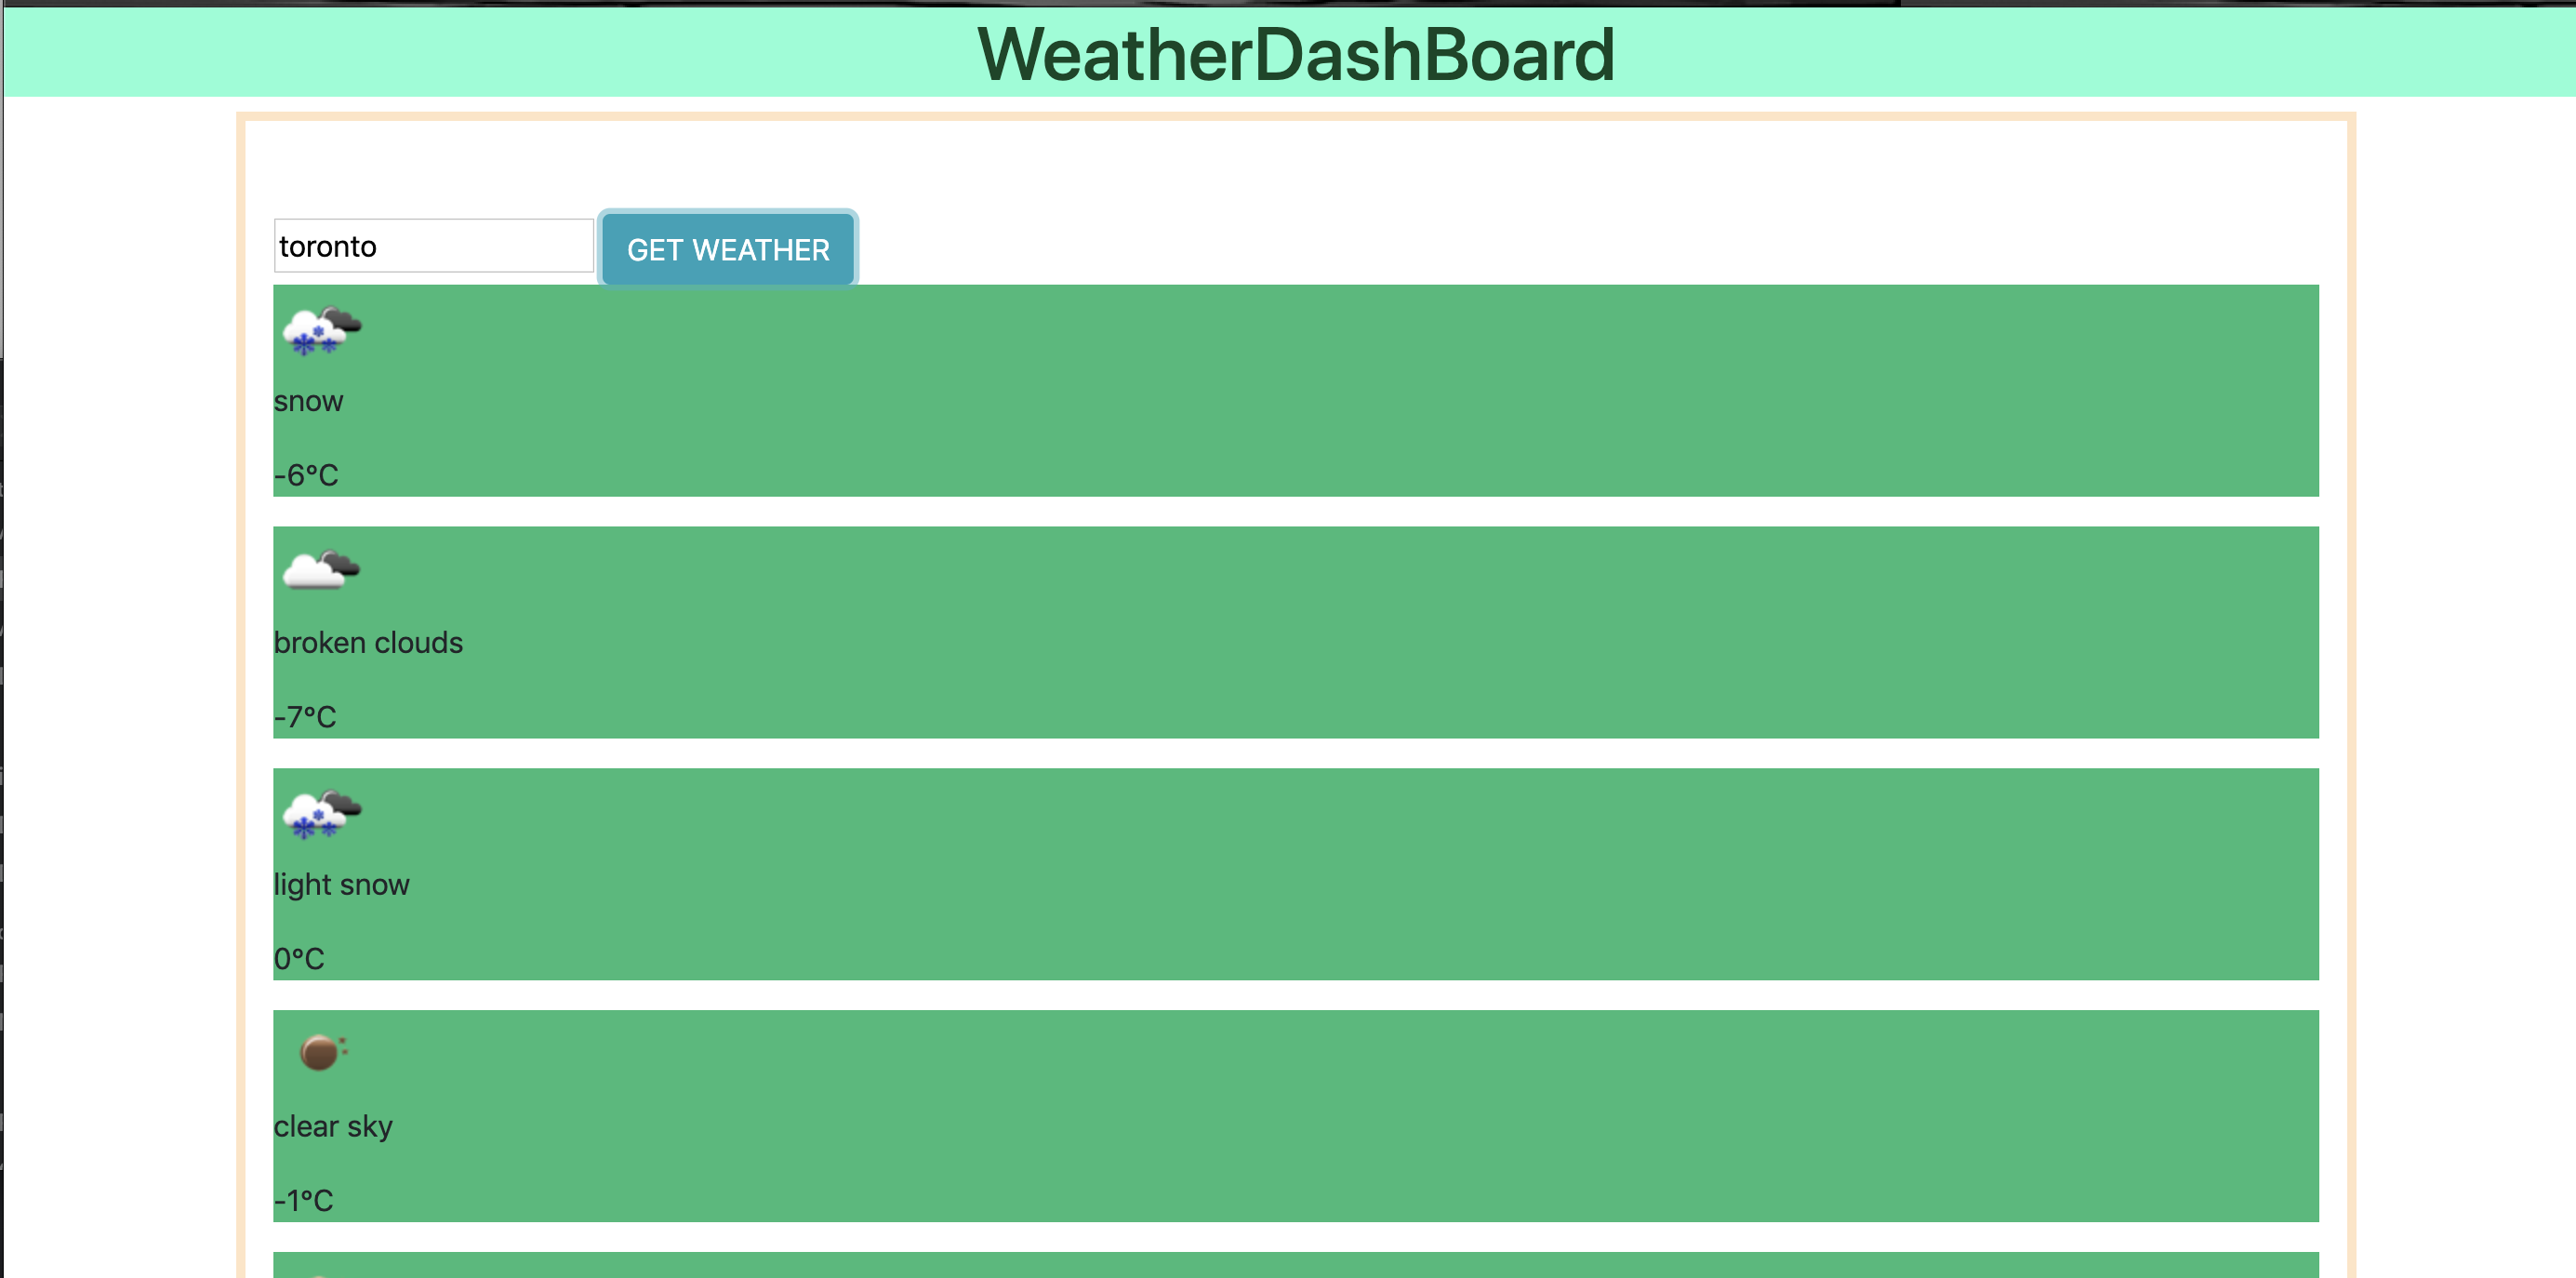 WeatherDashBoard
toronto GET WEATHER
snow
-6°C
broken clouds
-7°C
light snow
0°C
clear sky
-1°C